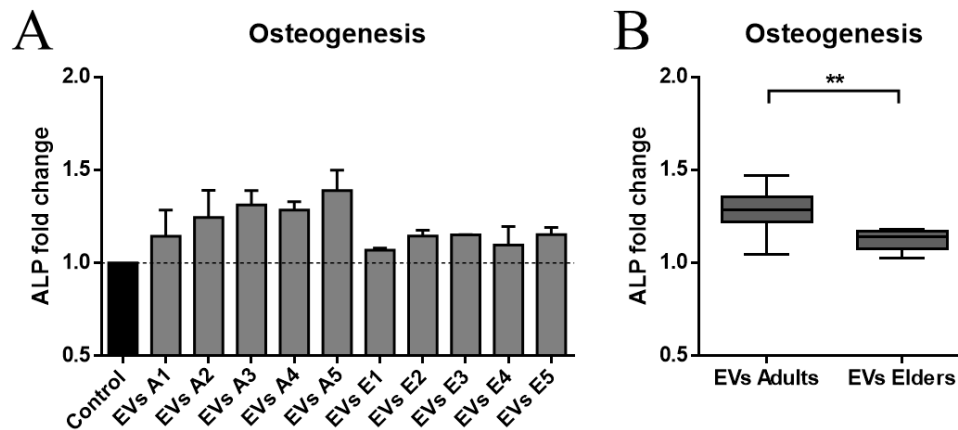 A
Osteogenesis
ALP fold change
2.0
1.5
1.0
0.5
Control
EVs A1
EVs A2
EVs A3
EVs A4
EVs A5
EVs E1
EVs E2
EVs E3
EVs E4
EVs E5
B
Osteogenesis
ALP fold change
2.0
1.5
1.0
0.5
**
EVs Adults
EVs Elders